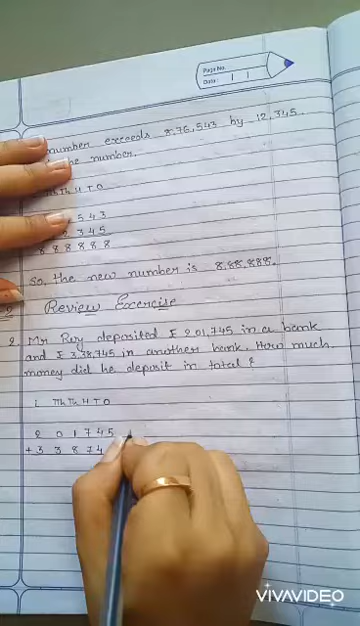 Page No.
Date
number exceeds 8,76,543 by 12,345.
the number.
Th Th H T O
5 4 3
3 4 5
8 8 8 8 8 8
So, the new number is 8,88,888.
Review Exercise
2. Mr Roy deposited ₹ 2,01,745 in a bank
and ₹ 3,38,745 in another bank. How much
money did he deposit in total?
L TTh Th H T O
2 0 1 7 4 5
+ 3 3 8 7 4
VIVAVIDEO